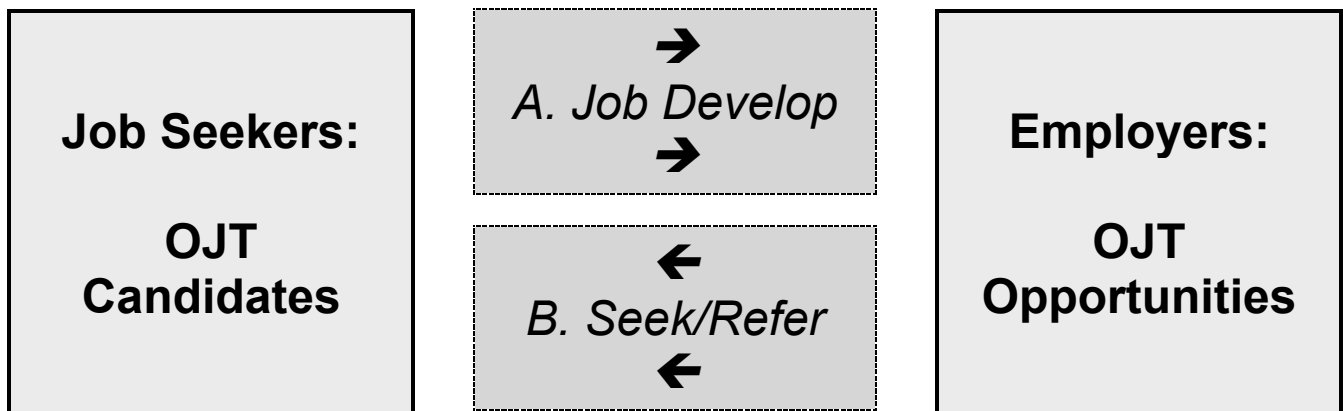 Job Seekers:
OJT
Candidates
➔
A. Job Develop
➔
🡸
B. Seek/Refer
🡸
Employers:
OJT
Opportunities